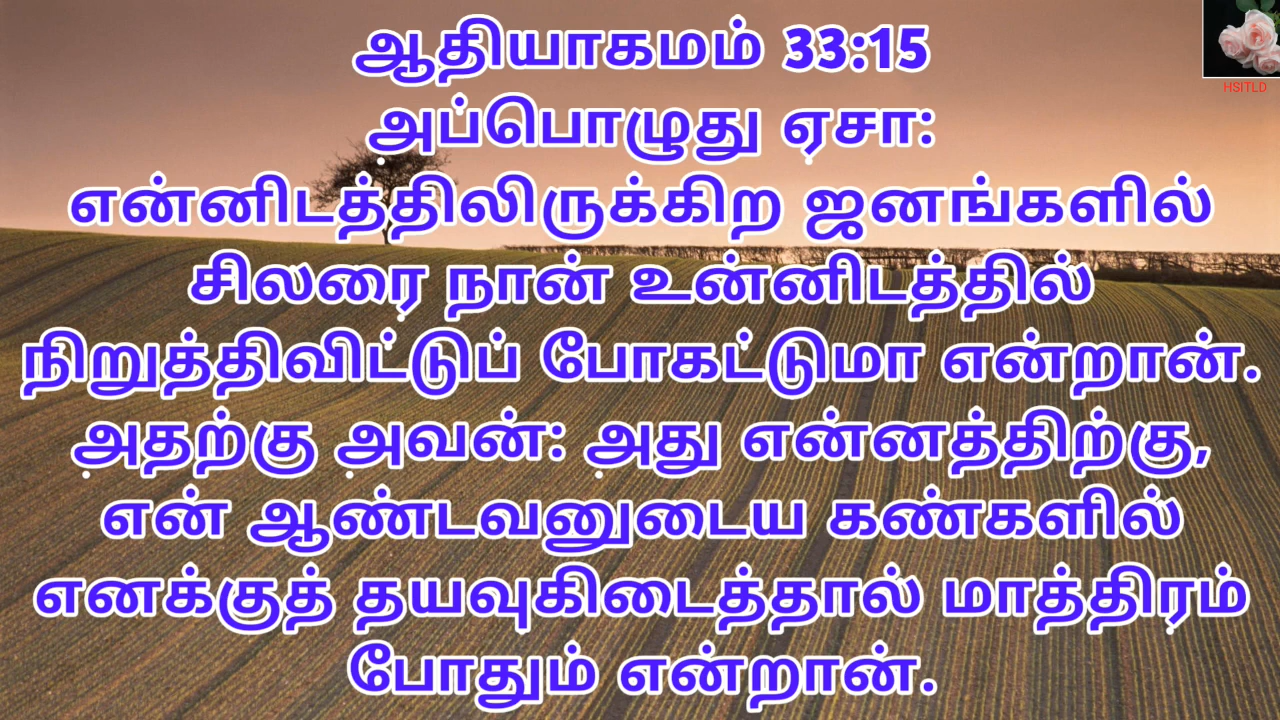 ஆதியாகமம் 33:15
அப்பொழுது ஏசா:
என்னிடத்திலிருக்கிற ஜனங்களில்
சிலரை நான் உன்னிடத்தில்
நிறுத்திவிட்டுப் போகட்டுமா என்றான்.
அதற்கு அவன்: அது என்னத்திற்கு,
என் ஆண்டவனுடைய கண்களில்
எனக்குத் தயவுகிடைத்தால் மாத்திரம்
போதும் என்றான்.
HSITLD